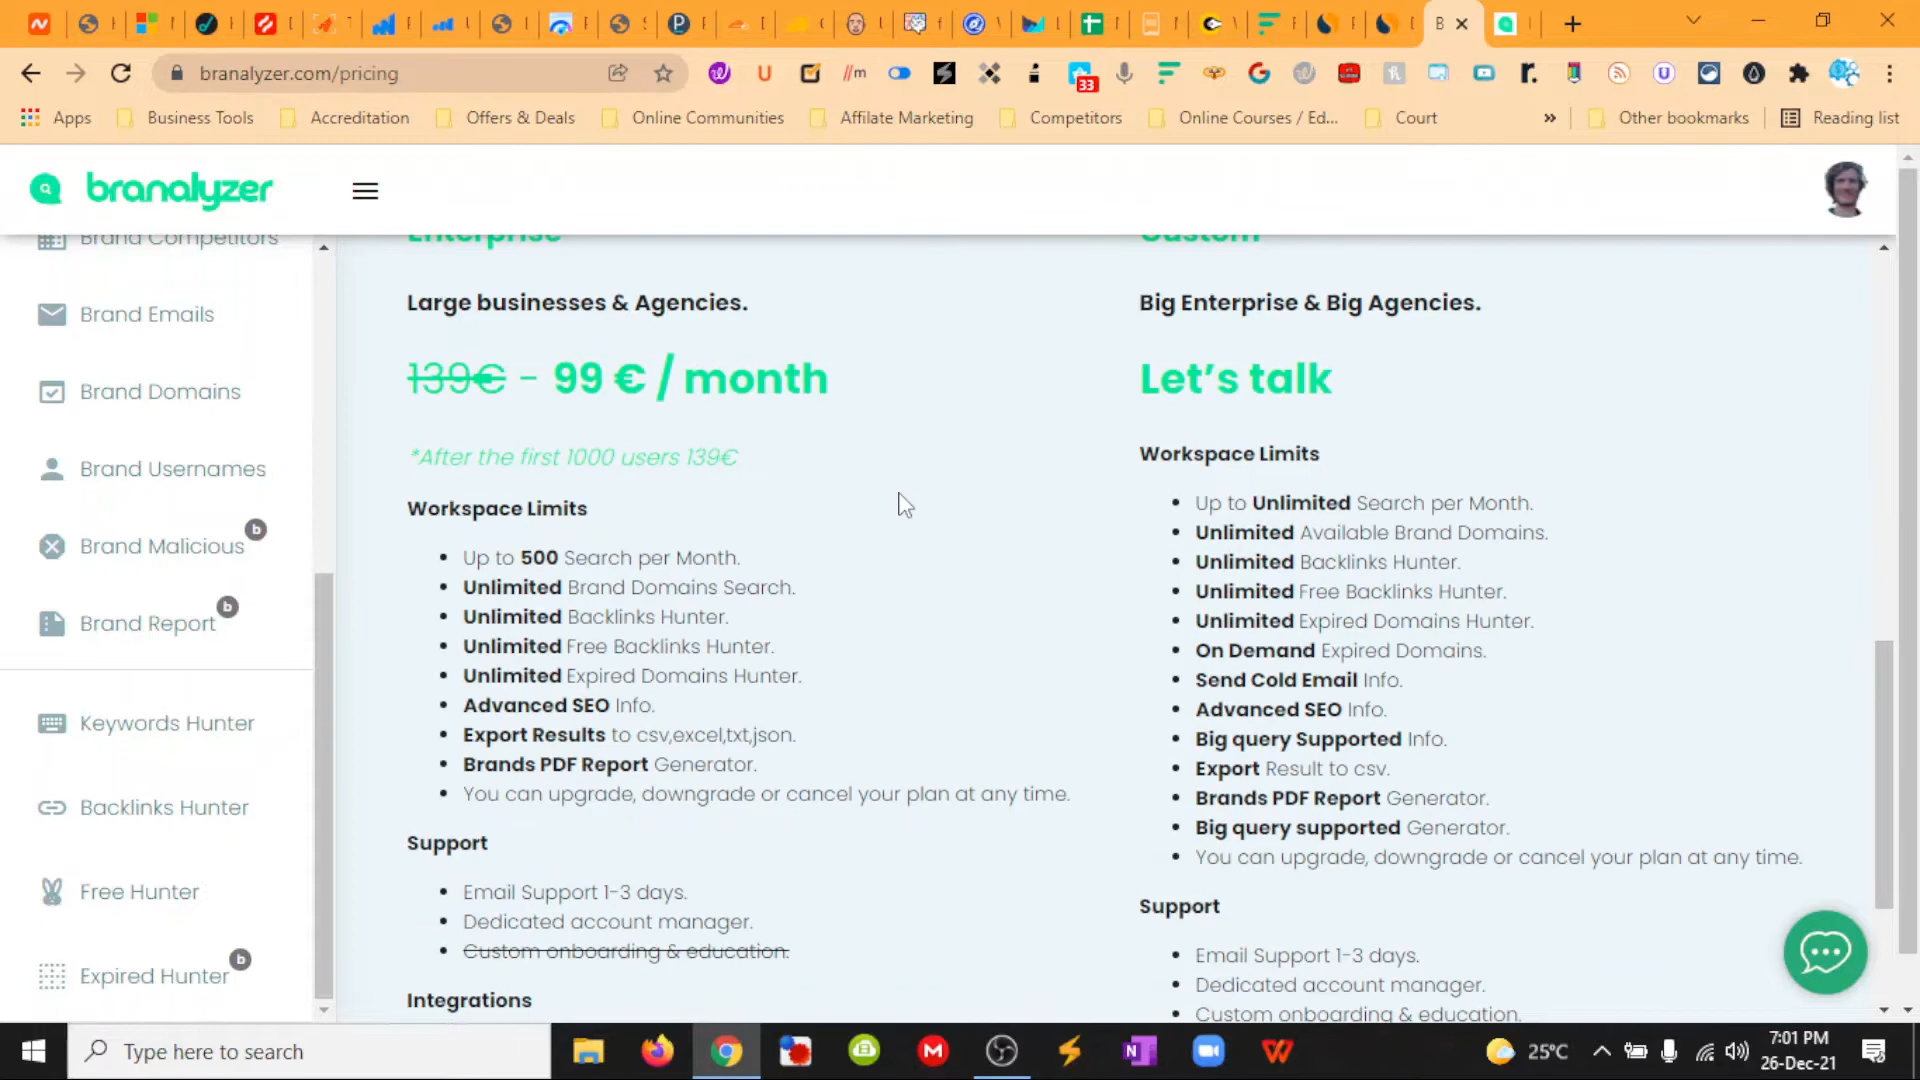 B
branalyzer.com/pricing
33
Apps
Business Tools
Accreditation
Offers & Deals
Online Communities
Affilate Marketing
Competitors
Online Courses / Ed...
Court
»
Other bookmarks
Reading list
branalyzer
Brand Competitors
Brand Emails
Brand Domains
Brand Usernames
Brand Malicious
b
Brand Report
b
Keywords Hunter
Backlinks Hunter
Free Hunter
Expired Hunter
b
Enterprise
Large businesses & Agencies.
139€ - 99 € / month
*After the first 1000 users 139€
Workspace Limits
Up to 500 Search per Month.
Unlimited Brand Domains Search.
Unlimited Backlinks Hunter.
Unlimited Free Backlinks Hunter.
Unlimited Expired Domains Hunter.
Advanced SEO Info.
Export Results to csv,excel,txt,json.
Brands PDF Report Generator.
You can upgrade, downgrade or cancel your plan at any time.
Support
Email Support 1-3 days.
Dedicated account manager.
Custom onboarding & education.
Integrations
Custom
Big Enterprise & Big Agencies.
Let's talk
Workspace Limits
Up to Unlimited Search per Month.
Unlimited Available Brand Domains.
Unlimited Backlinks Hunter.
Unlimited Free Backlinks Hunter.
Unlimited Expired Domains Hunter.
On Demand Expired Domains.
Send Cold Email Info.
Advanced SEO Info.
Big query Supported Info.
Export Result to csv.
Brands PDF Report Generator.
Big query supported Generator.
You can upgrade, downgrade or cancel your plan at any time.
Support
Email Support 1-3 days.
Dedicated account manager.
Custom onboarding & education.
Type here to search
25°C
7:01 PM
26-Dec-21